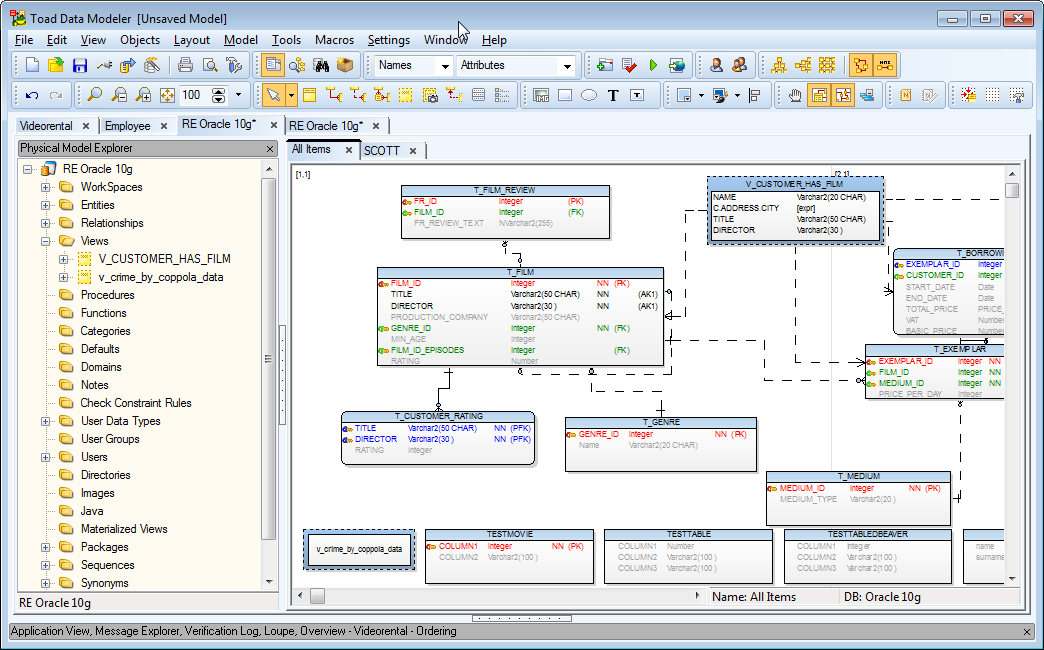 Toad Data Modeler [Unsaved Model]
File Edit View Objects Layout Model Tools Macros Settings Window Help
Names Attributes
100
Videorental Employee RE Oracle 10g* RE Oracle 10g*
Physical Model Explorer
RE Oracle 10g
WorkSpaces
Entities
Relationships
Views
V_CUSTOMER_HAS_FILM
v_crime_by_coppola_data
Procedures
Functions
Categories
Defaults
Domains
Notes
Check Constraint Rules
User Data Types
User Groups
Users
Directories
Images
Java
Materialized Views
Packages
Sequences
Synonyms
RE Oracle 10g
All Items SCOTT
[1,1]
T_FILM_REVIEW
FR_ID Integer (PK)
FILM_ID Integer (FK)
FR_REVIEW_TEXT NVarchar2(255)
V_CUSTOMER_HAS_FILM
NAME Varchar2(20 CHAR)
C.ADDRESS.CITY [expr]
TITLE Varchar2(50 CHAR)
DIRECTOR Varchar2(30 )
T_FILM
FILM_ID Integer NN (PK)
TITLE Varchar2(50 CHAR) NN (AK1)
DIRECTOR Varchar2(30 ) NN (AK1)
PRODUCTION_COMPANY Varchar2(50 CHAR)
GENRE_ID Integer NN (FK)
MIN_AGE Integer
FILM_ID_EPISODES Integer (FK)
RATING Number
EXEMPLAR_ID Integer
CUSTOMER_ID Integer
START_DATE Date
END_DATE Date
TOTAL_PRICE PRICE_
VAT Number
BASIC_PRICE Number
T_EXEMPLAR
EXEMPLAR_ID Integer NN
FILM_ID Integer NN
MEDIUM_ID Integer NN
PRICE_PER_DAY Integer
T_CUSTOMER_RATING
TITLE Varchar2(50 CHAR) NN (PFK)
DIRECTOR Varchar2(30 ) NN (PFK)
RATING Integer
T_GENRE
GENRE_ID Integer NN (PK)
Name Varchar2(20 CHAR)
T_MEDIUM
MEDIUM_ID Integer NN (PK)
MEDIUM_TYPE Varchar2(20 )
v_crime_by_coppola_data
TESTMOVIE
COLUMN1 Integer NN (PK)
COLUMN2 Varchar2(100 )
TESTTABLE
COLUMN1 Number
COLUMN2 Varchar2(100 )
COLUMN3 Varchar2(100 )
TESTTABLEDBEAVER
COLUMN1 Integer
COLUMN2 Varchar2(100 )
COLUMN3 Varchar2(100 )
name
Name: All Items DB: Oracle 10g
Application View, Message Explorer, Verification Log, Loupe, Overview - Videorental - Ordering